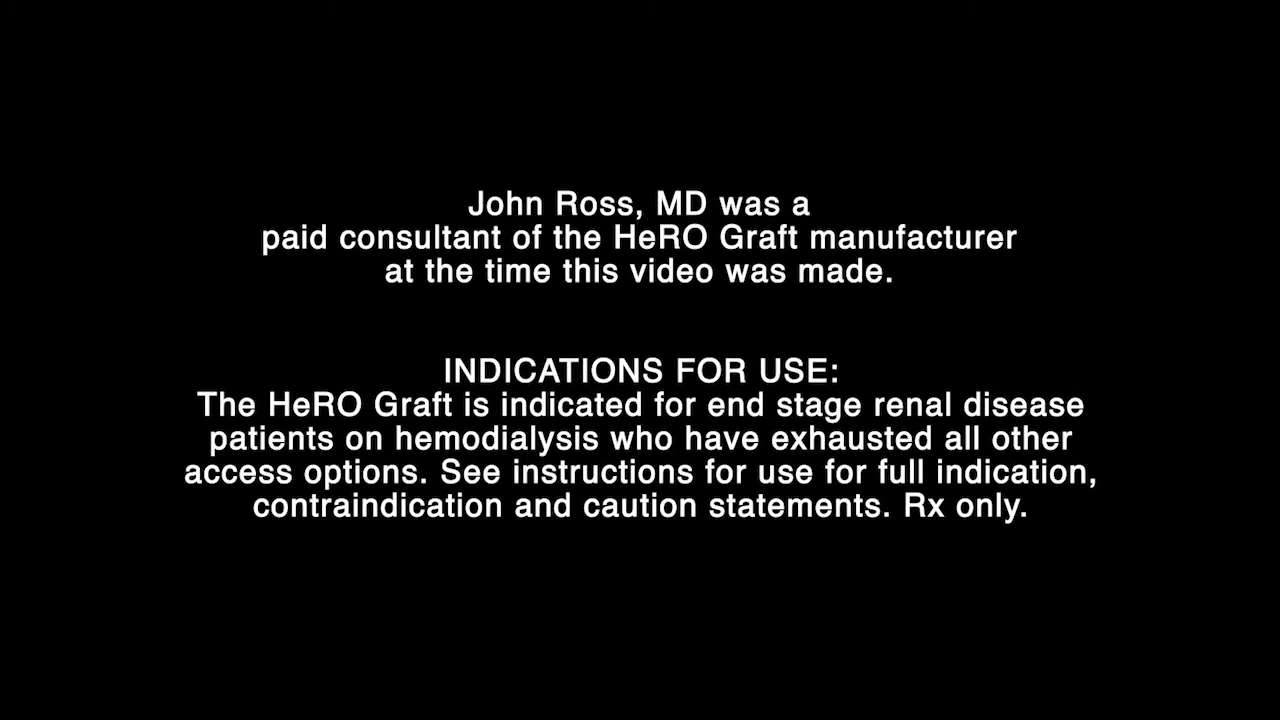 John Ross, MD was a
paid consultant of the HeRO Graft manufacturer
at the time this video was made.
INDICATIONS FOR USE:
The HeRO Graft is indicated for end stage renal disease
patients on hemodialysis who have exhausted all other
access options. See instructions for use for full indication,
contraindication and caution statements. Rx only.